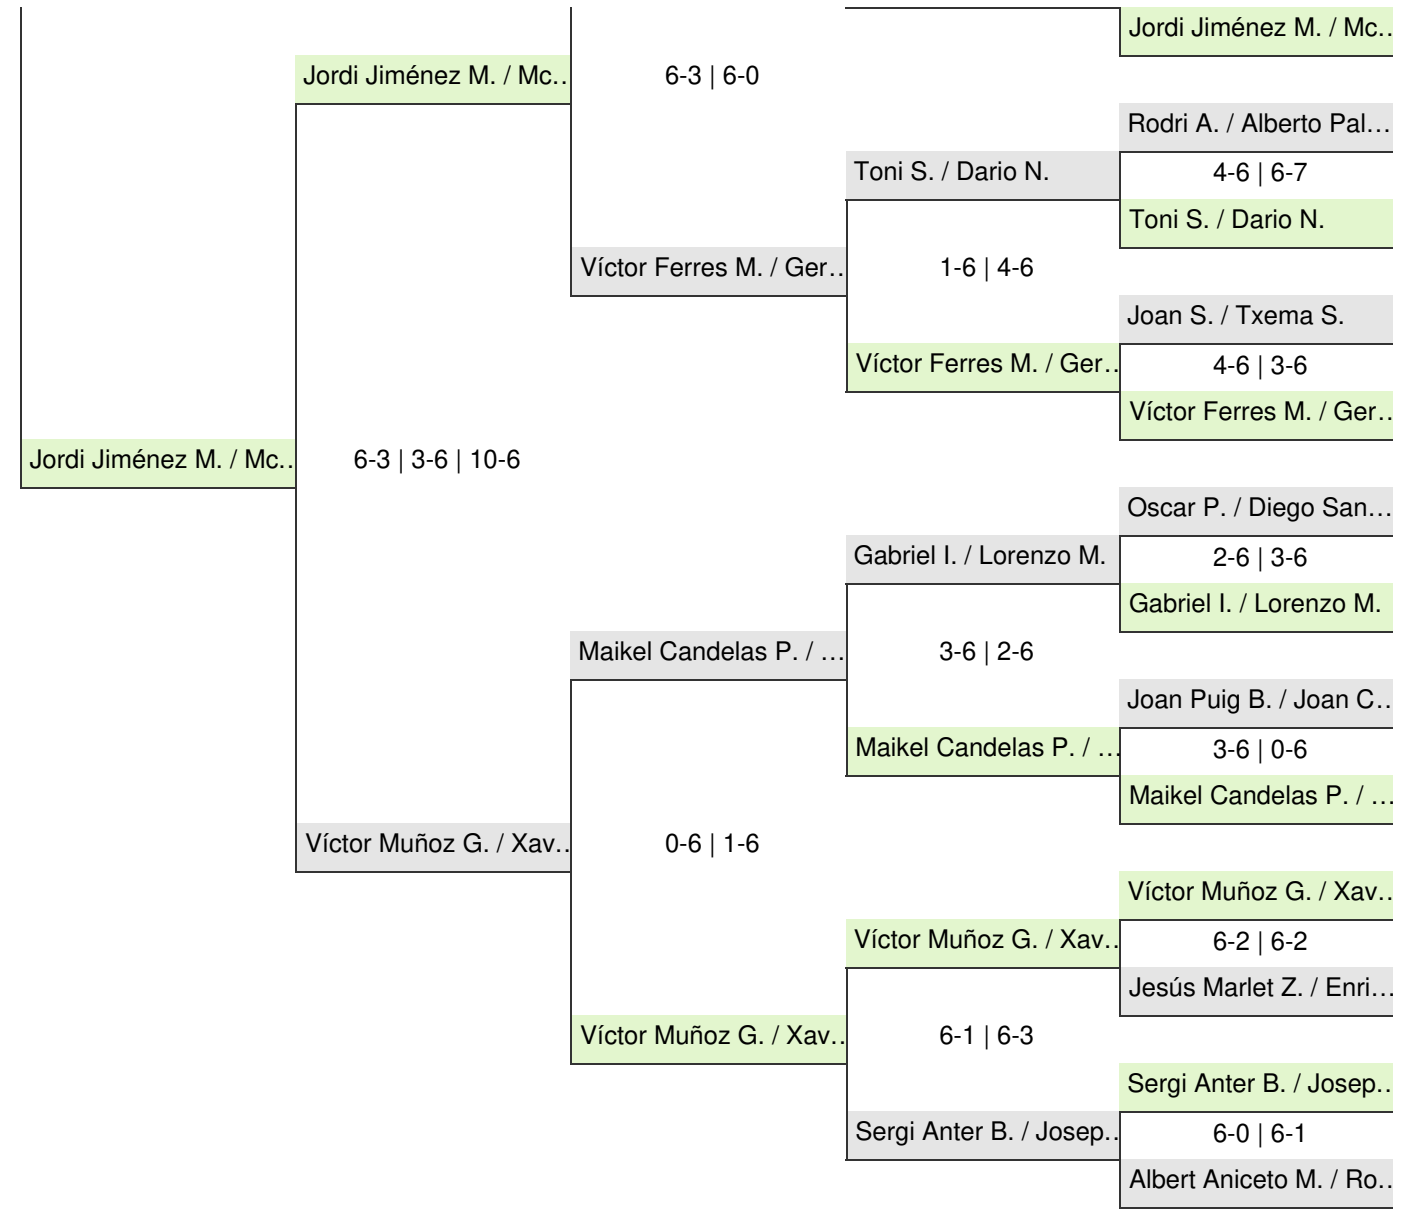 Jordi Jiménez M. / Mc…
Jordi Jiménez M. / Mc…
6-3 | 6-0
Rodri A. / Alberto Pal…
Toni S. / Dario N.
4-6 | 6-7
Toni S. / Dario N.
Víctor Ferres M. / Ger…
1-6 | 4-6
Joan S. / Txema S.
Víctor Ferres M. / Ger…
4-6 | 3-6
Víctor Ferres M. / Ger…
Jordi Jiménez M. / Mc…
6-3 | 3-6 | 10-6
Oscar P. / Diego San…
Gabriel I. / Lorenzo M.
2-6 | 3-6
Gabriel I. / Lorenzo M.
Maikel Candelas P. / …
3-6 | 2-6
Joan Puig B. / Joan C…
Maikel Candelas P. / …
3-6 | 0-6
Maikel Candelas P. / …
Víctor Muñoz G. / Xav…
0-6 | 1-6
Víctor Muñoz G. / Xav…
Víctor Muñoz G. / Xav…
6-2 | 6-2
Jesús Marlet Z. / Enri…
Víctor Muñoz G. / Xav…
6-1 | 6-3
Sergi Anter B. / Josep…
Sergi Anter B. / Josep…
6-0 | 6-1
Albert Aniceto M. / Ro…